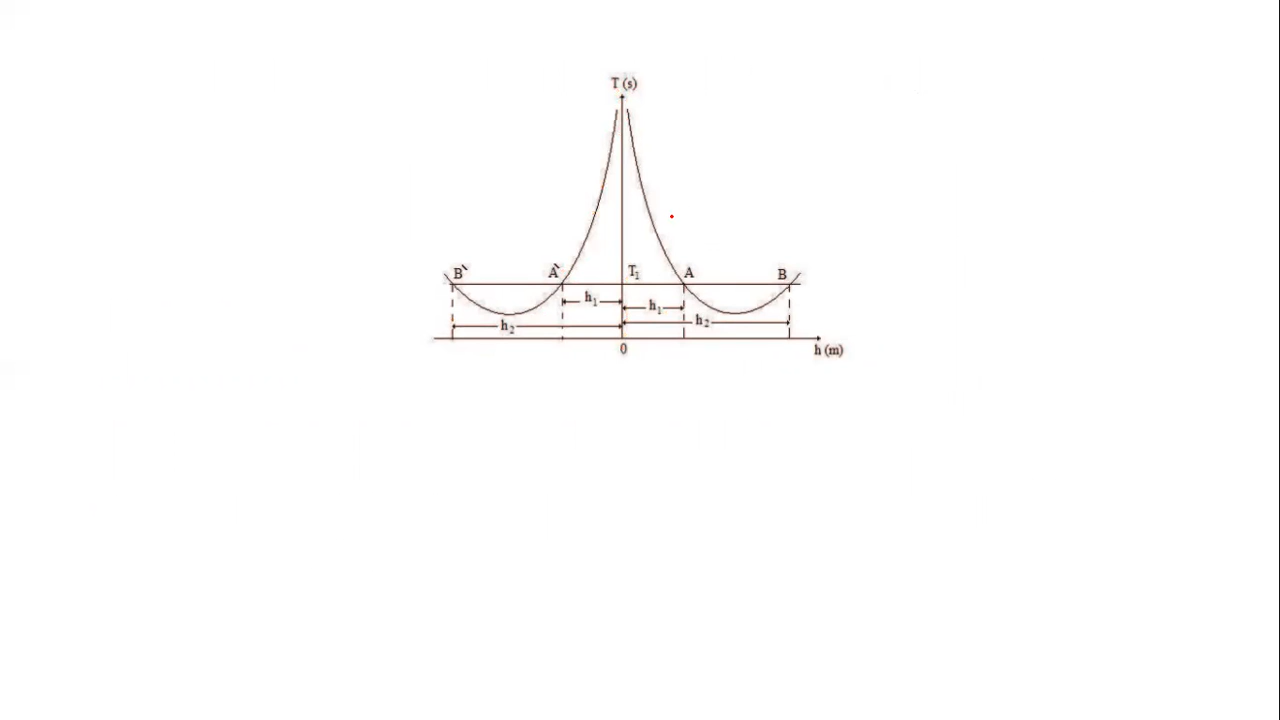 T (s)
B` A` T₁ A B
h₁ h₁
h₂ h₂
0 h (m)